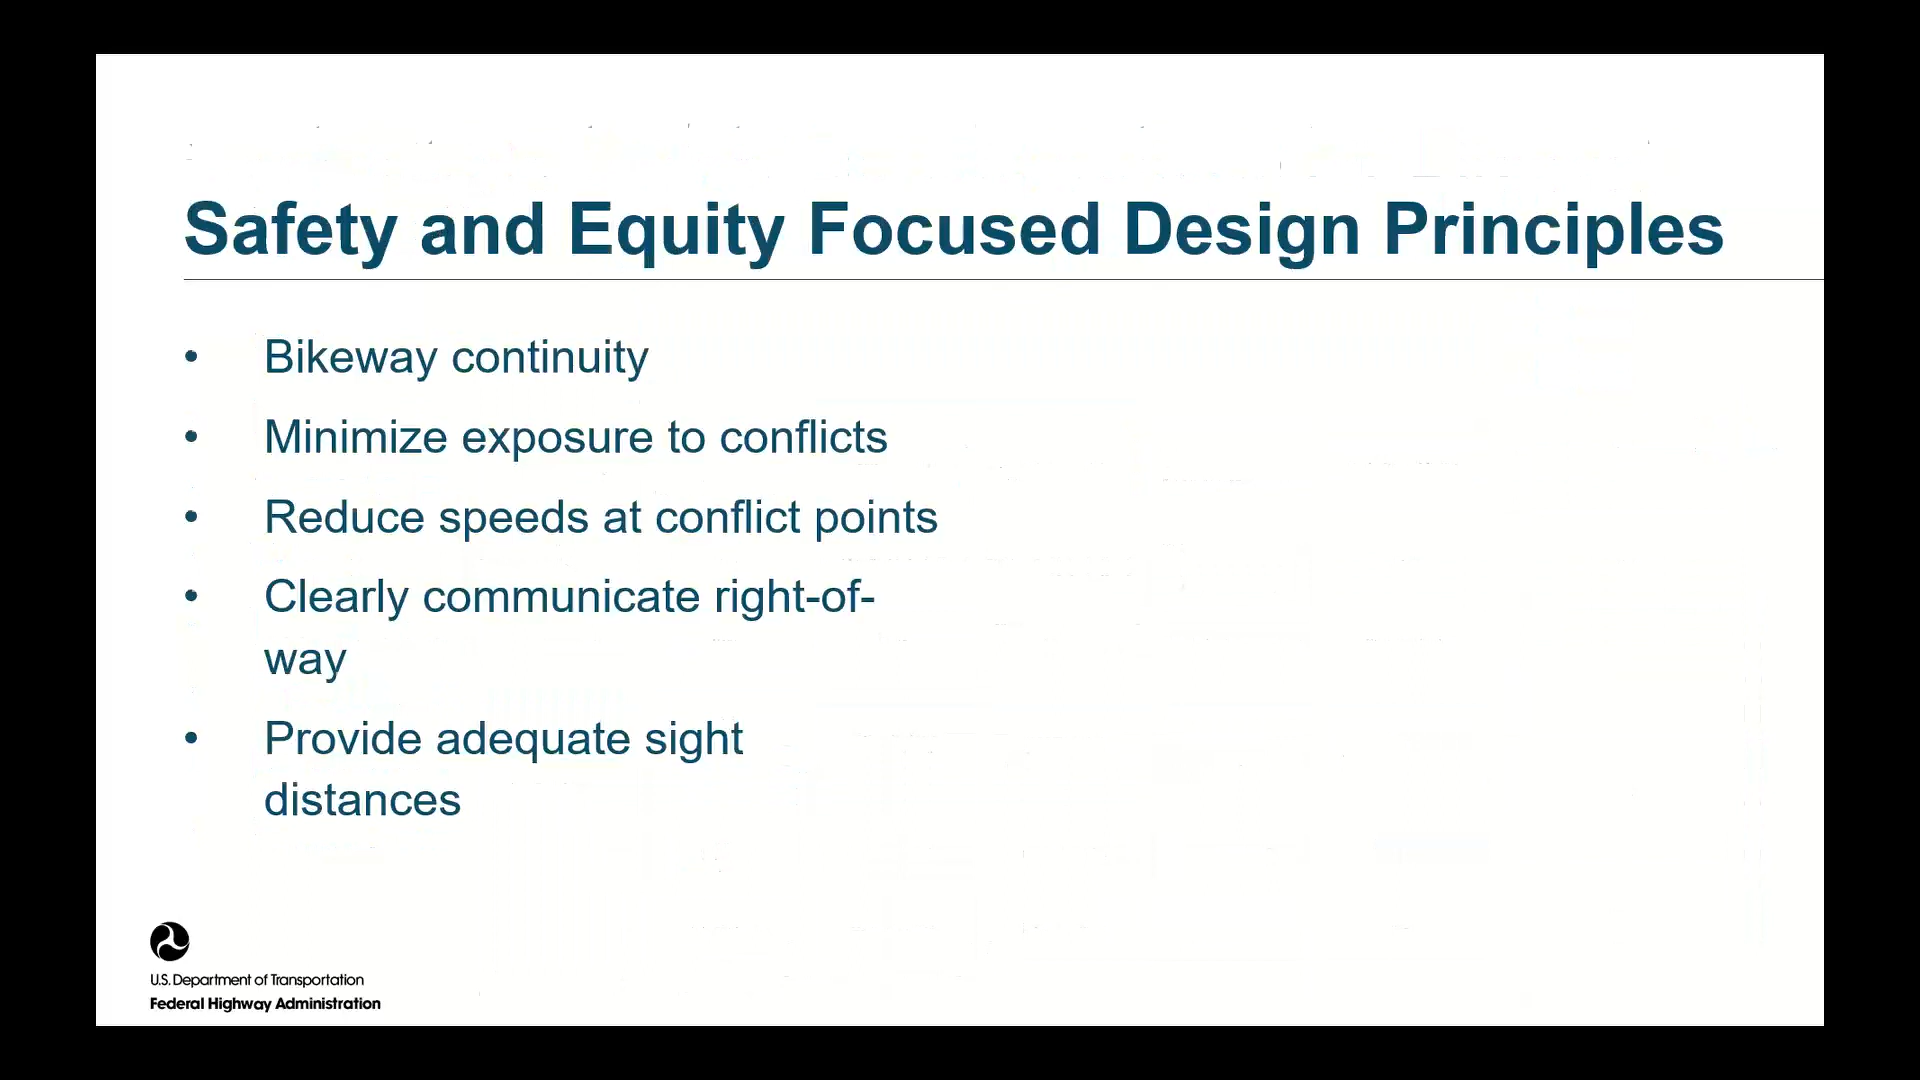 Safety and Equity Focused Design Principles
• Bikeway continuity
• Minimize exposure to conflicts
• Reduce speeds at conflict points
• Clearly communicate right-of-
way
• Provide adequate sight
distances
U.S. Department of Transportation
Federal Highway Administration